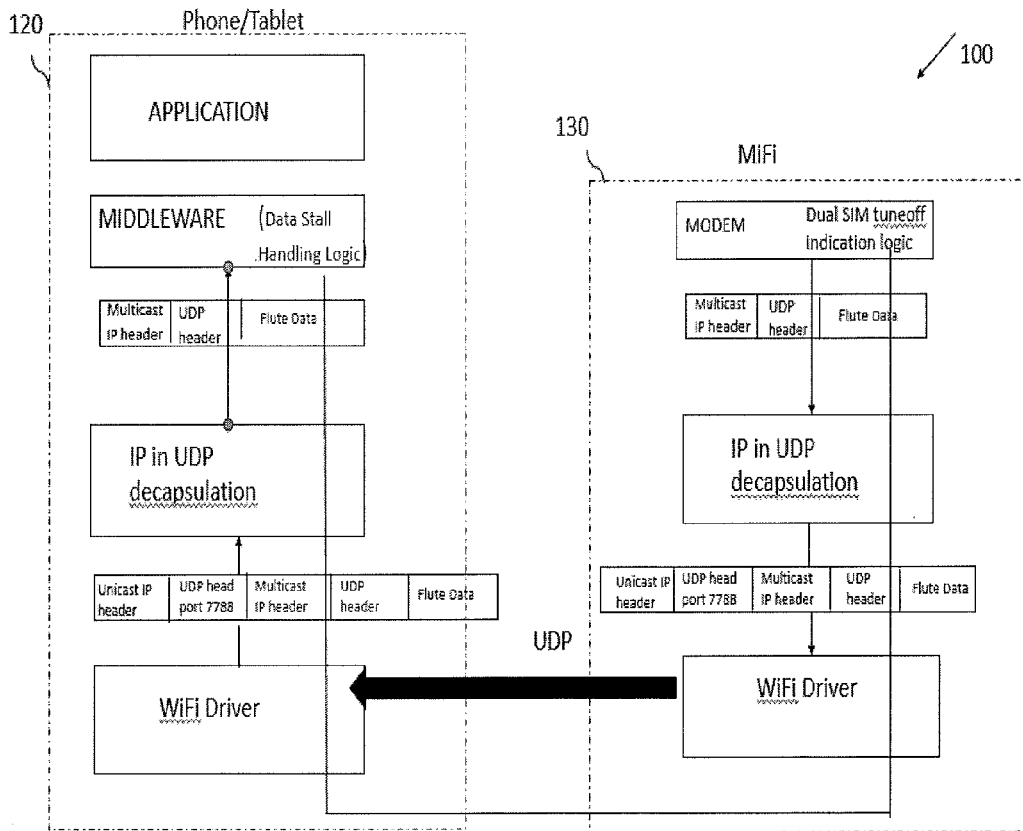 Phone/Tablet
120
100
APPLICATION
130
MiFi
MIDDLEWARE (Data Stall
.Handling Logic)
MODEM Dual SIM tuneoff
indication logic
Multicast IP header UDP header Flute Data
Multicast IP header UDP header Flute Data
IP in UDP
decapsulation
IP in UDP
decapsulation
Unicast IP header UDP head port 7788 Multicast IP header UDP header Flute Data
Unicast IP header UDP head port 7788 Multicast IP header UDP header Flute Data
UDP
WiFi Driver
WiFi Driver